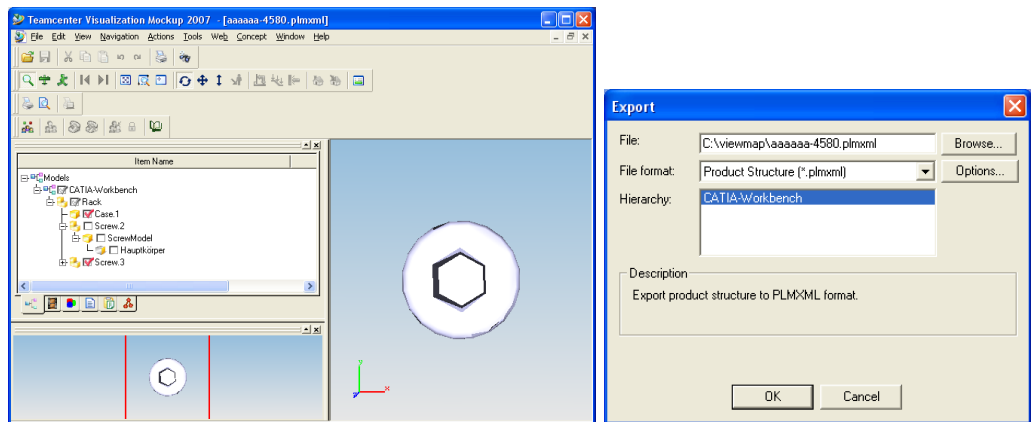 Teamcenter Visualization Mockup 2007 - [aaaaaa-4580.plmxml]
File Edit View Navigation Actions Tools Web Concept Window Help
Item Name
Models
CATIA-Workbench
Rack
Case.1
Screw.2
ScrewModel
Hauptkörper
Screw.3
y
x
z
Export
File: C:\viewmap\aaaaaa-4580.plmxml Browse...
File format: Product Structure (*.plmxml) Options...
Hierarchy: CATIA-Workbench
Description
Export product structure to PLMXML format.
OK Cancel